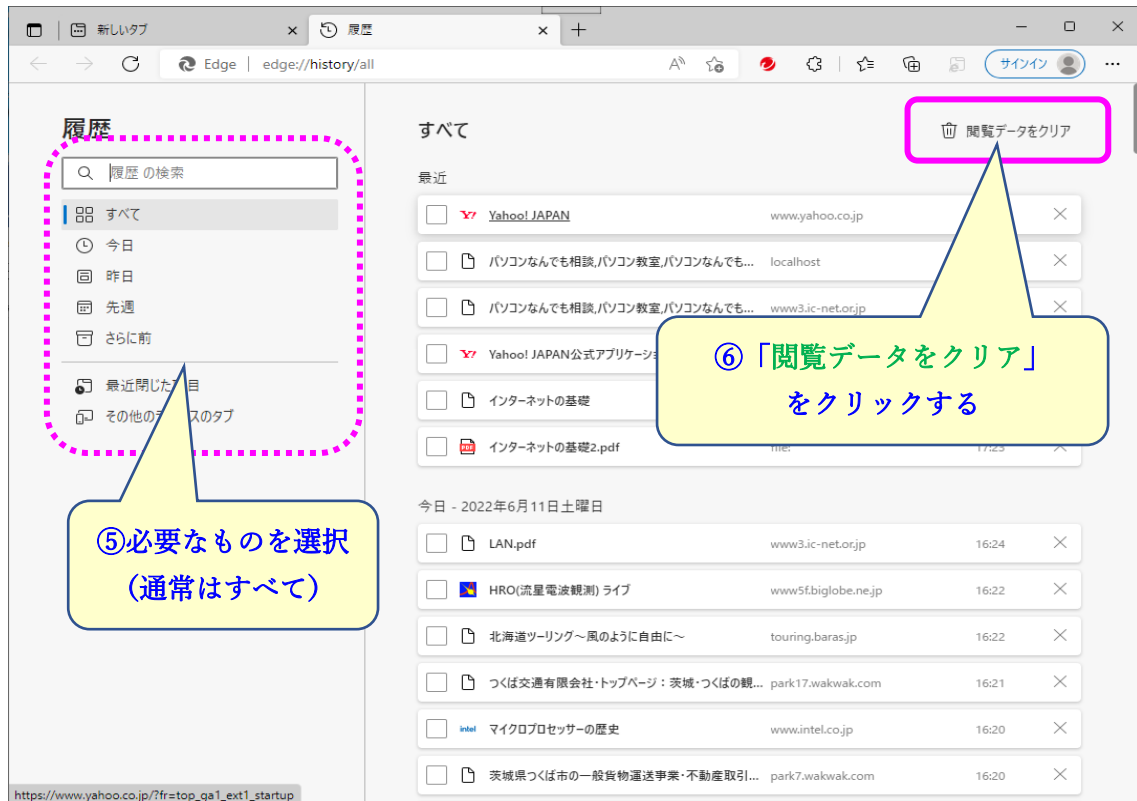 新しいタブ
履歴
Edge
edge://history/all
サインイン
履歴
履歴 の検索
すべて
今日
昨日
先週
さらに前
最近閉じた
目
その他の
スのタブ
⑤必要なものを選択
(通常はすべて)
すべて
閲覧データをクリア
最近
Yahoo! JAPAN www.yahoo.co.jp
パソコンなんでも相談,パソコン教室,パソコンなんでも... localhost
パソコンなんでも相談,パソコン教室,パソコンなんでも... www3.ic-net.or.jp
Yahoo! JAPAN公式アプリケーショ
インターネットの基礎
インターネットの基礎2.pdf file: 17:23
⑥「閲覧データをクリア」
をクリックする
今日 - 2022年6月11日土曜日
LAN.pdf www3.ic-net.or.jp 16:24
HRO(流星電波観測) ライブ www5f.biglobe.ne.jp 16:22
北海道ツーリング～風のように自由に～ touring.baras.jp 16:22
つくば交通有限会社・トップページ：茨城・つくばの観... park17.wakwak.com 16:21
intel マイクロプロセッサーの歴史 www.intel.co.jp 16:20
茨城県つくば市の一般貨物運送事業・不動産取引... park7.wakwak.com 16:20
https://www.yahoo.co.jp/?fr=top_ga1_ext1_startup